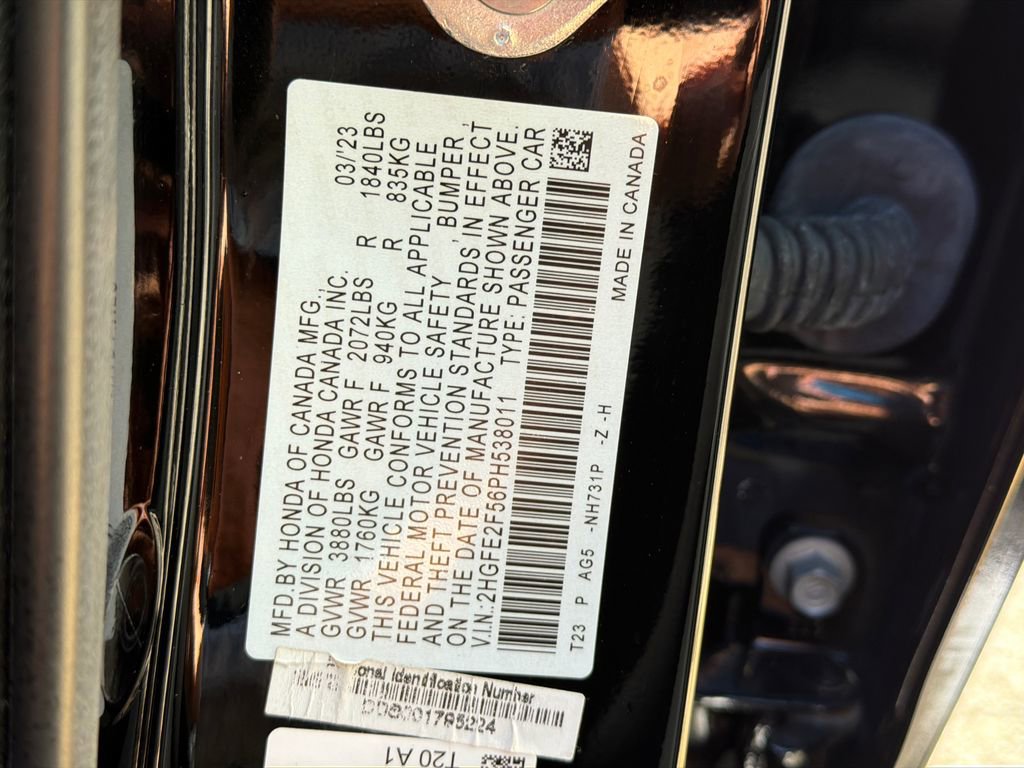 MFD.BY HONDA OF CANADA MFG., 03/23
A DIVISION OF HONDA CANADA INC.
GVWR 3880LBS GAWR F 2072LBS R 1840LBS
GVWR 1760KG GAWR F 940KG R 835KG
THIS VEHICLE CONFORMS TO ALL APPLICABLE
FEDERAL MOTOR VEHICLE SAFETY, BUMPER,
AND THEFT PREVENTION STANDARDS, IN EFFECT
ON THE DATE OF MANUFACTURE SHOWN ABOVE.
V.I.N.:2HGFE2F56PH538011 TYPE: PASSENGER CAR
T23 P AG5 -NH731P -Z -H MADE IN CANADA
Identification Number
T20 A1